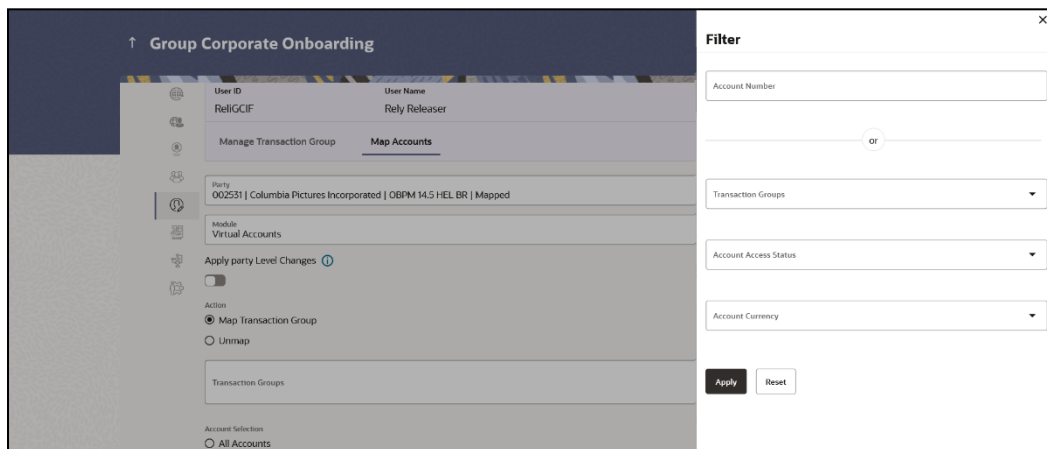 Group Corporate Onboarding
User ID
User Name
ReliGCIF
Rely Releaser
Manage Transaction Group
Map Accounts
Party
002531 | Columbia Pictures Incorporated | OBPM 14.5 HEL BR | Mapped
Module
Virtual Accounts
Apply party Level Changes
Action
Map Transaction Group
Unmap
Transaction Groups
Account Selection
All Accounts
Filter
Account Number
or
Transaction Groups
Account Access Status
Account Currency
Apply
Reset